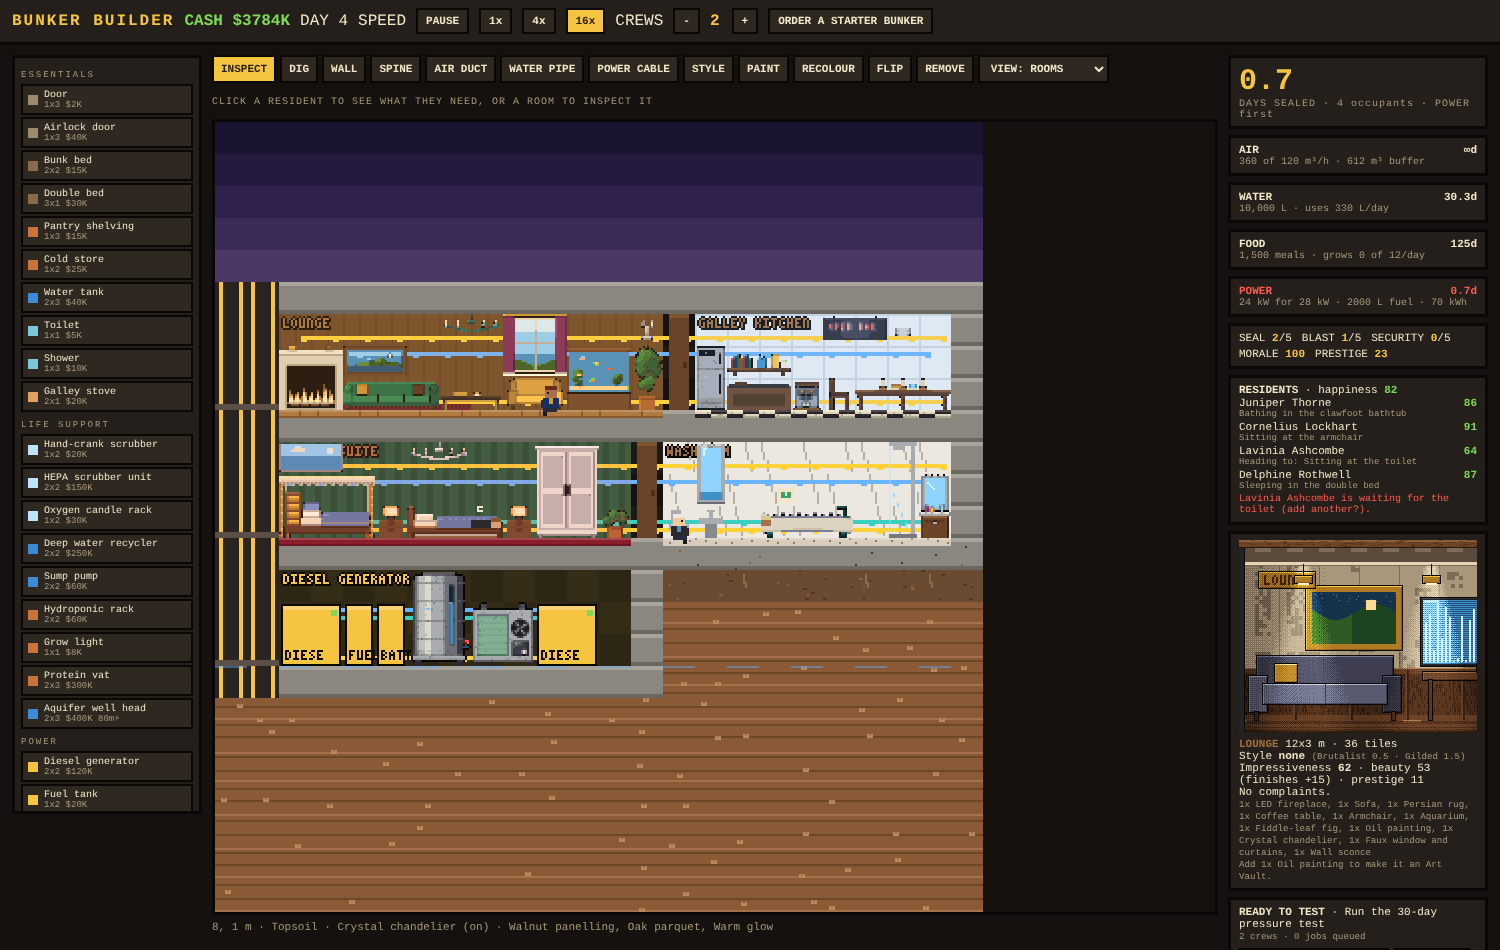 BUNKER BUILDER CASH $3784K DAY 4 SPEED PAUSE 1x 4x 16x CREWS - 2 + ORDER A STARTER BUNKER
ESSENTIALS
Door
1x3 $2K
Airlock door
1x3 $40K
Bunk bed
2x2 $15K
Double bed
3x1 $30K
Pantry shelving
1x3 $15K
Cold store
1x2 $25K
Water tank
2x3 $40K
Toilet
1x1 $5K
Shower
1x3 $10K
Galley stove
2x1 $20K
LIFE SUPPORT
Hand-crank scrubber
1x2 $20K
HEPA scrubber unit
2x2 $150K
Oxygen candle rack
1x2 $30K
Deep water recycler
2x2 $250K
Sump pump
2x2 $60K
Hydroponic rack
2x2 $60K
Grow light
1x1 $8K
Protein vat
2x3 $300K
Aquifer well head
2x3 $400K 80m+
POWER
Diesel generator
2x2 $120K
Fuel tank
1x2 $20K
INSPECT DIG WALL SPINE AIR DUCT WATER PIPE POWER CABLE STYLE PAINT RECOLOUR FLIP REMOVE VIEW: ROOMS
CLICK A RESIDENT TO SEE WHAT THEY NEED, OR A ROOM TO INSPECT IT
LOUNGE
GALLEY KITCHEN
DIESEL GENERATOR
DIESE
DIESE
8, 1 m · Topsoil · Crystal chandelier (on) · Walnut panelling, Oak parquet, Warm glow
0.7
DAYS SEALED · 4 occupants · POWER
first
AIR ∞d
360 of 120 m³/h · 612 m³ buffer
WATER 30.3d
10,000 L · uses 330 L/day
FOOD 125d
1,500 meals · grows 0 of 12/day
POWER 0.7d
24 kW for 28 kW · 2000 L fuel · 70 kWh
SEAL 2/5 BLAST 1/5 SECURITY 0/5
MORALE 100 PRESTIGE 23
RESIDENTS · happiness 82
Juniper Thorne 86
Bathing in the clawfoot bathtub
Cornelius Lockhart 91
Sitting at the armchair
Lavinia Ashcombe 64
Heading to: Sitting at the toilet
Delphine Rothwell 87
Sleeping in the double bed
Lavinia Ashcombe is waiting for the
toilet (add another?).
LOUNGE 12x3 m · 36 tiles
Style none (Brutalist 0.5 · Gilded 1.5)
Impressiveness 62 · beauty 53
(finishes +15) · prestige 11
No complaints.
1x LED fireplace, 1x Sofa, 1x Persian rug,
1x Coffee table, 1x Armchair, 1x Aquarium,
1x Fiddle-leaf fig, 1x Oil painting, 1x
Crystal chandelier, 1x Faux window and
curtains, 1x Wall sconce
Add 1x Oil painting to make it an Art
Vault.
READY TO TEST · Run the 30-day
pressure test
2 crews · 0 jobs queued